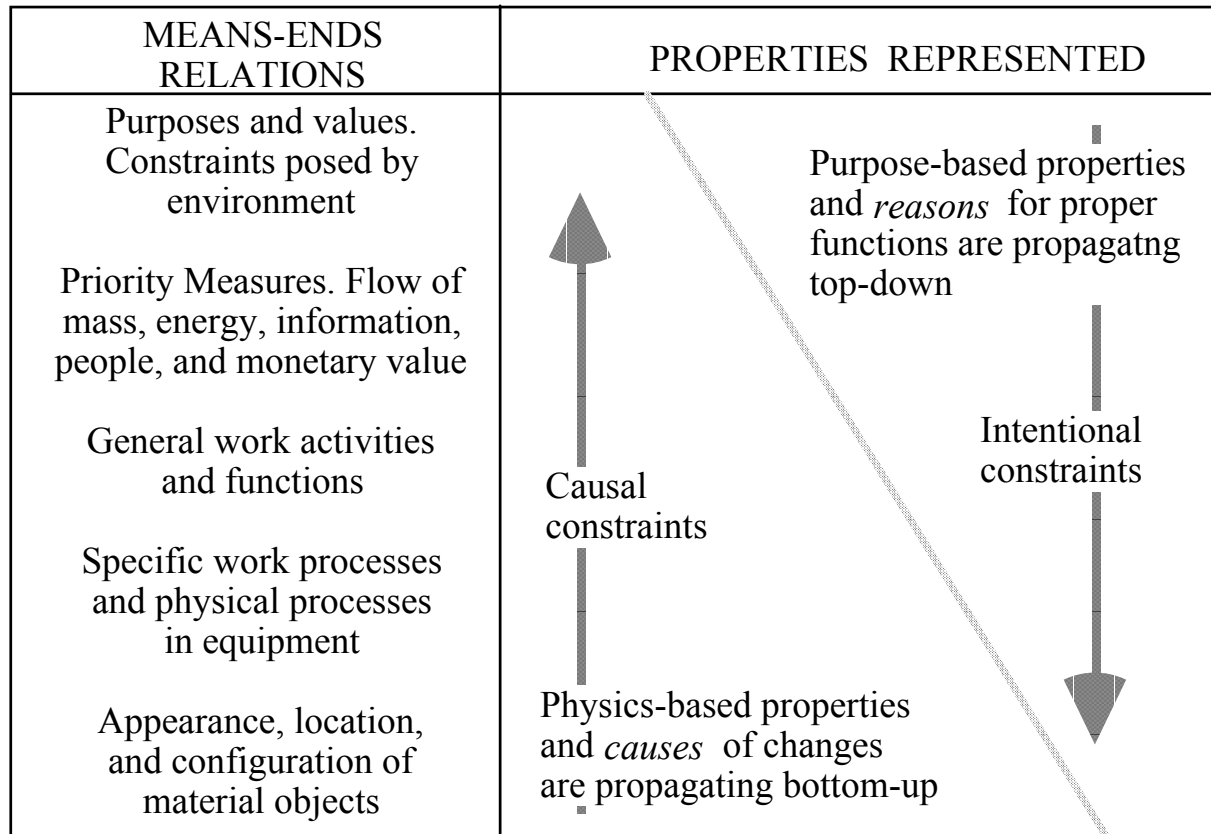 MEANS-ENDS
RELATIONS
PROPERTIES REPRESENTED
Purposes and values.
Constraints posed by
environment
Priority Measures. Flow of
mass, energy, information,
people, and monetary value
General work activities
and functions
Specific work processes
and physical processes
in equipment
Appearance, location,
and configuration of
material objects
Causal
constraints
Physics-based properties
and causes of changes
are propagating bottom-up
Purpose-based properties
and reasons for proper
functions are propagatng
top-down
Intentional
constraints